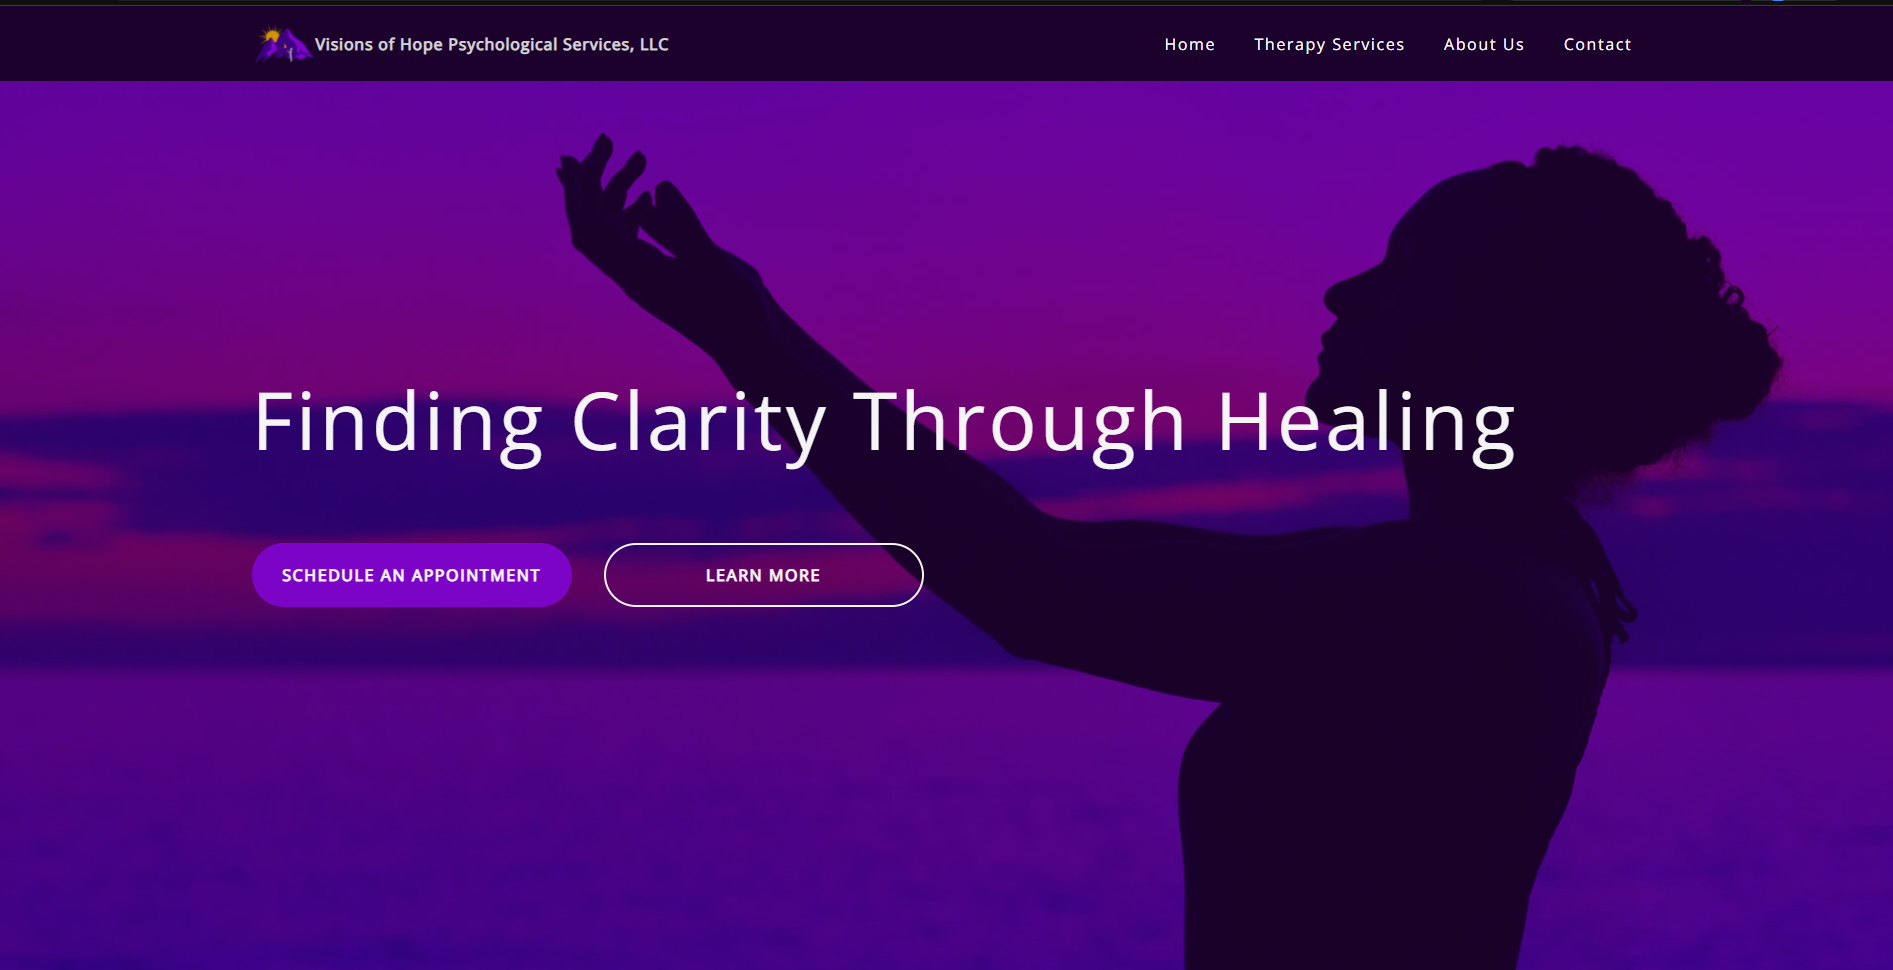 Visions of Hope Psychological Services, LLC
Home Therapy Services About Us Contact
Finding Clarity Through Healing
SCHEDULE AN APPOINTMENT
LEARN MORE